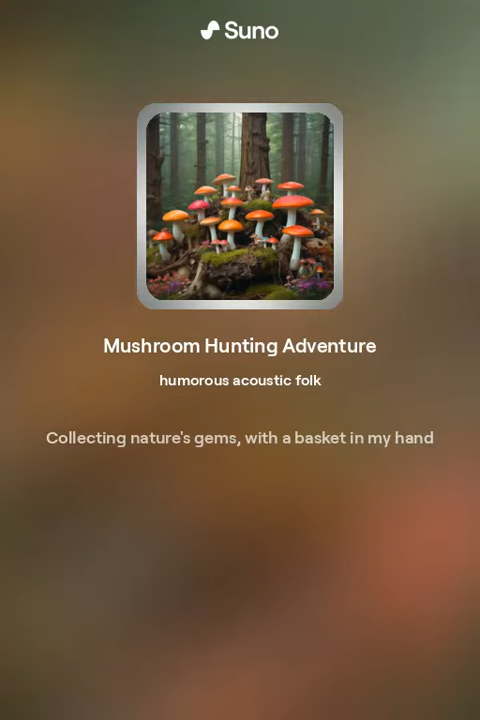 Suno
Mushroom Hunting Adventure
humorous acoustic folk
Collecting nature's gems, with a basket in my hand